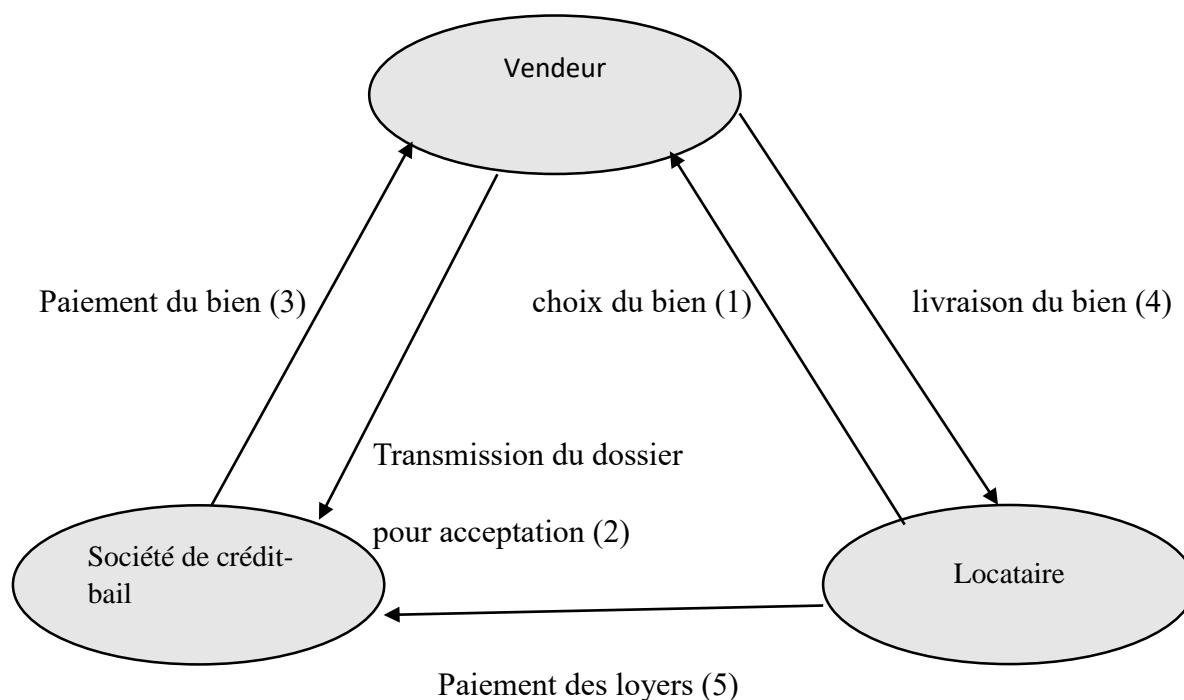 Vendeur
Paiement du bien (3)
choix du bien (1)
livraison du bien (4)
Transmission du dossier
pour acceptation (2)
Société de crédit-
bail
Locataire
Paiement des loyers (5)